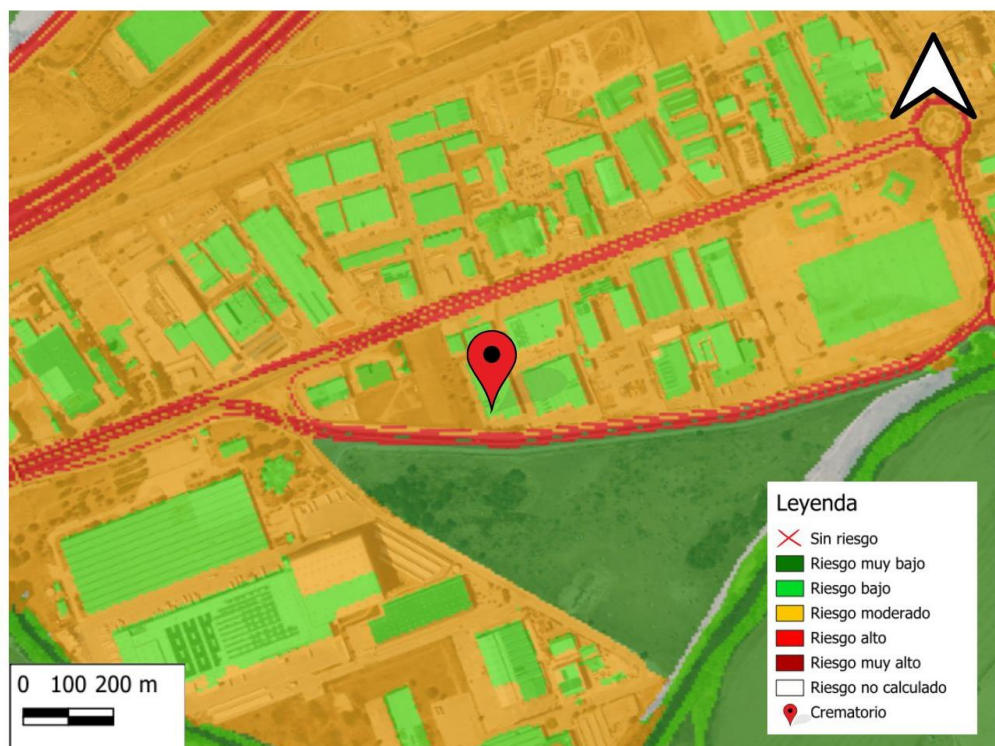 Leyenda
Sin riesgo
Riesgo muy bajo
Riesgo bajo
Riesgo moderado
Riesgo alto
Riesgo muy alto
Riesgo no calculado
Crematorio
0 100 200 m